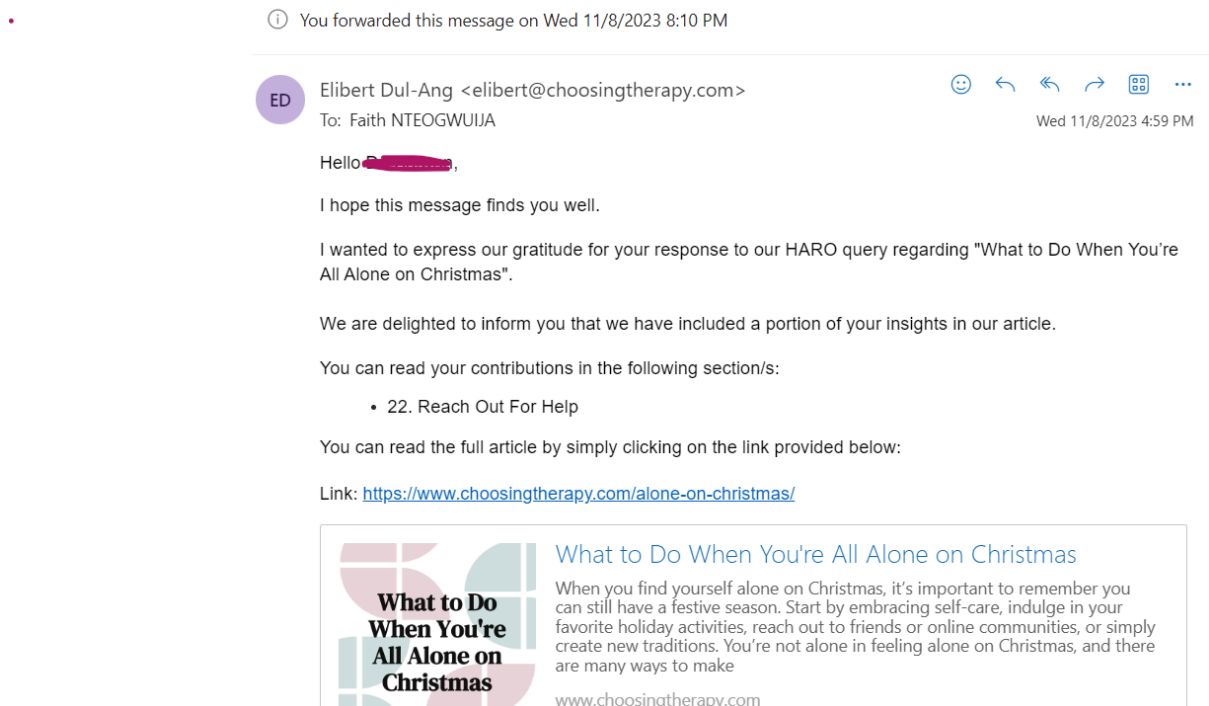 You forwarded this message on Wed 11/8/2023 8:10 PM
ED
Elibert Dul-Ang <elibert@choosingtherapy.com>
To: Faith NTEOGWUIJA
Wed 11/8/2023 4:59 PM
Hello ,
I hope this message finds you well.
I wanted to express our gratitude for your response to our HARO query regarding "What to Do When You're
All Alone on Christmas".
We are delighted to inform you that we have included a portion of your insights in our article.
You can read your contributions in the following section/s:
• 22. Reach Out For Help
You can read the full article by simply clicking on the link provided below:
Link: https://www.choosingtherapy.com/alone-on-christmas/
What to Do
When You're
All Alone on
Christmas
What to Do When You're All Alone on Christmas
When you find yourself alone on Christmas, it's important to remember you
can still have a festive season. Start by embracing self-care, indulge in your
favorite holiday activities, reach out to friends or online communities, or simply
create new traditions. You're not alone in feeling alone on Christmas, and there
are many ways to make
www.choosingtherapy.com